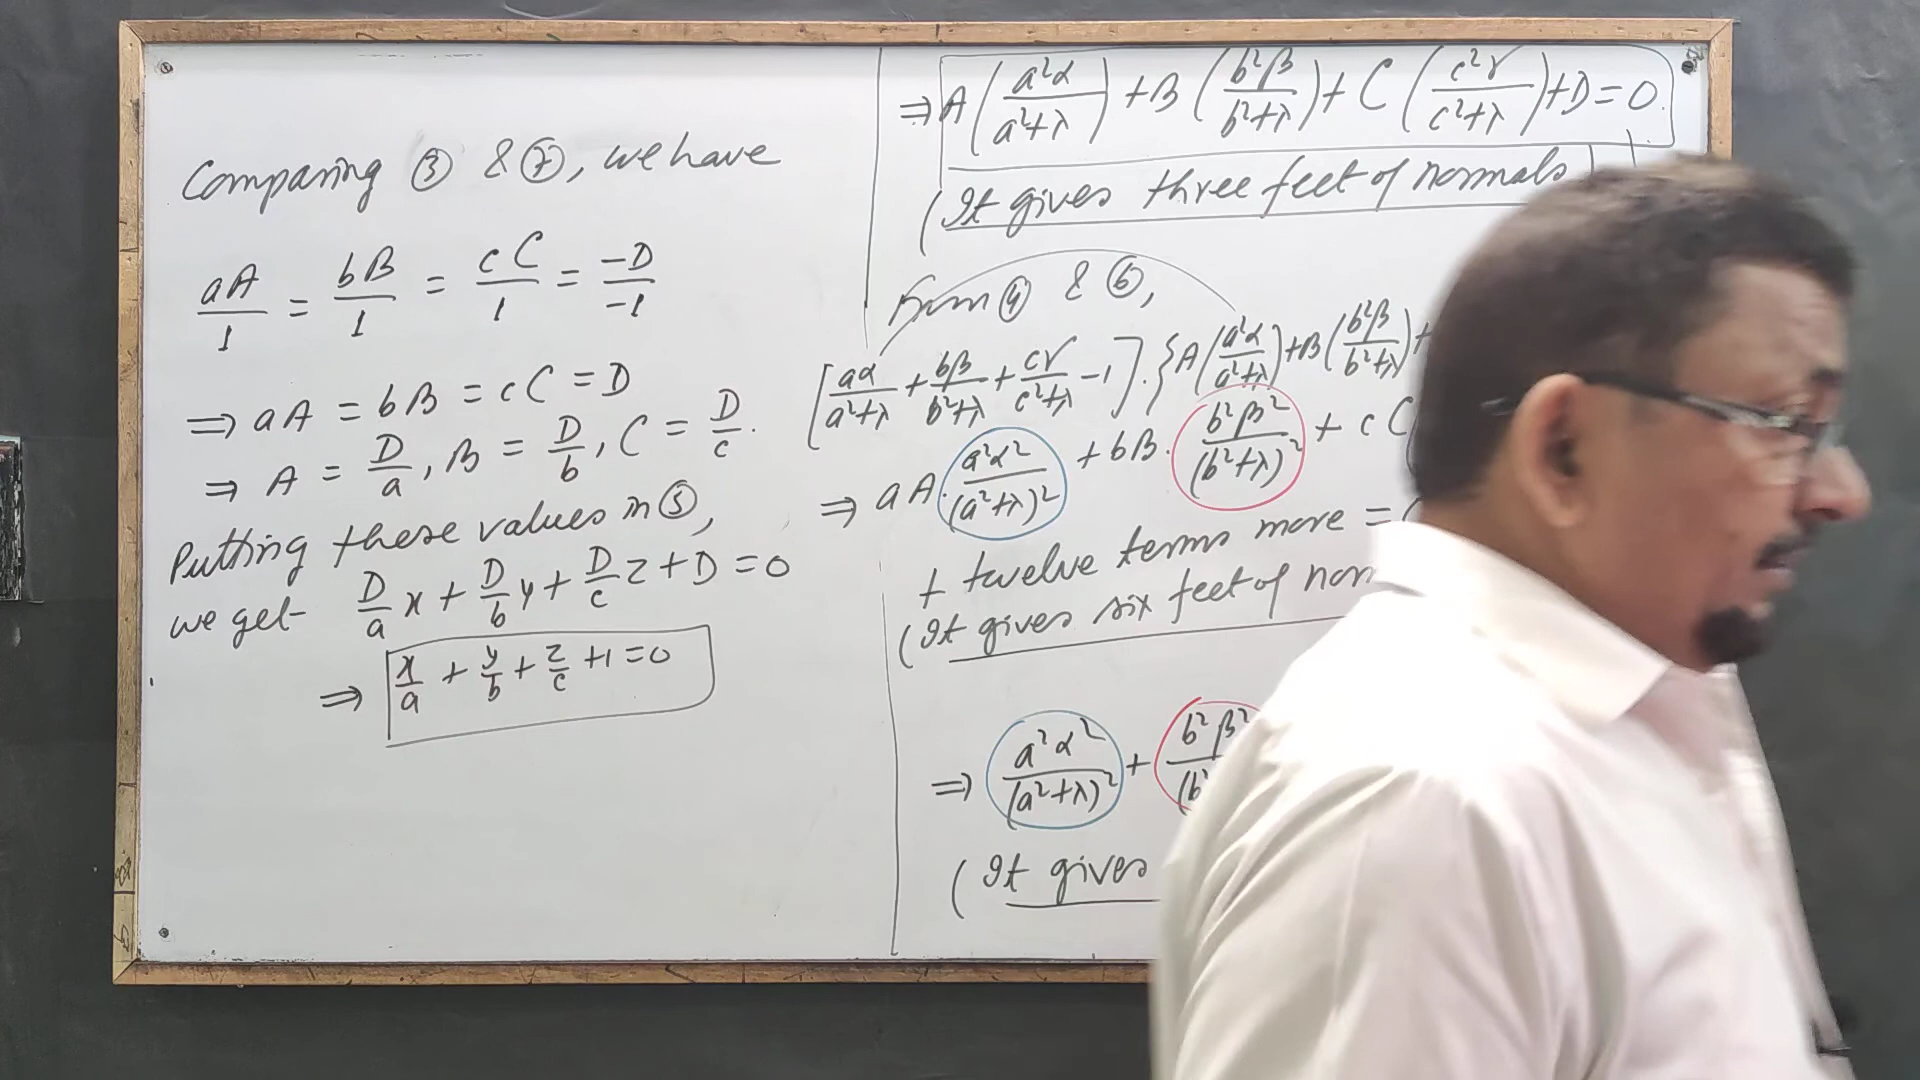 Comparing ③ & ⑦, we have
aA/1 = bB/1 = cC/1 = -D/-1
⇒ aA = bB = cC = D
⇒ A = D/a, B = D/b, C = D/c.
Putting these values in ⑤,
we get D/a x + D/b y + D/c z + D = 0
⇒ x/a + y/b + z/c + 1 = 0
⇒ A (a²α/a²+λ) + B (b²β/b²+λ) + C (c²γ/c²+λ) + D = 0.
(It gives three feet of normals)
From ④ & ⑥,
[aα/a²+λ + bβ/b²+λ + cγ/c²+λ - 1] . {A(a²α/a²+λ) + B(b²β/b²+λ) +
⇒ aA . a²α²/(a²+λ)² + bB . b²β²/(b²+λ)² + cC
+ twelve terms more =
(It gives six feet of nor
⇒ a²α²/(a²+λ)² + b²β²/(b²
(It gives